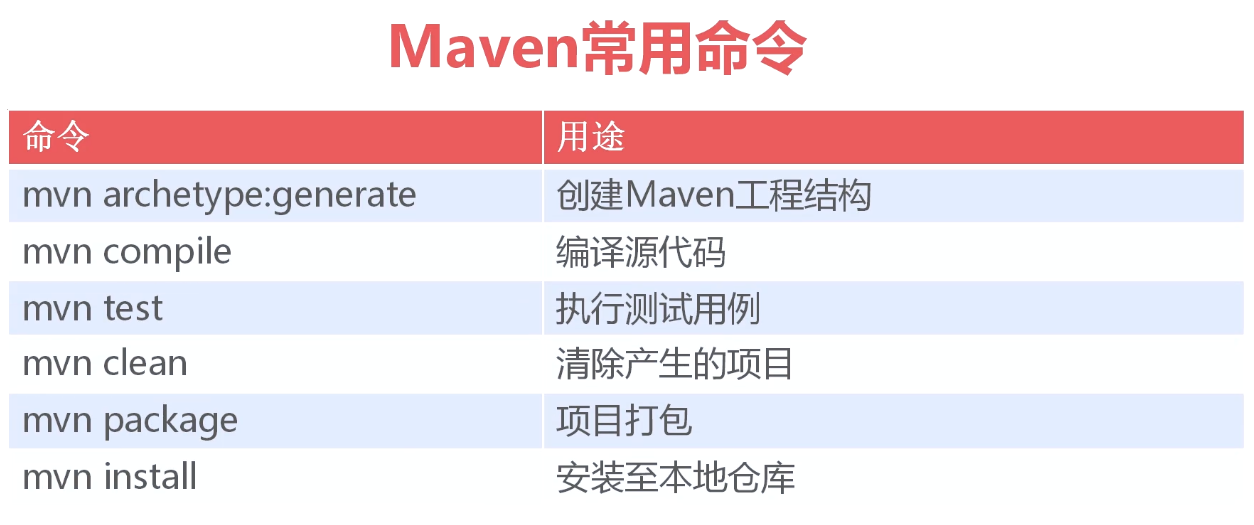 Maven常用命令
命令 用途
mvn archetype:generate 创建Maven工程结构
mvn compile 编译源代码
mvn test 执行测试用例
mvn clean 清除产生的项目
mvn package 项目打包
mvn install 安装至本地仓库